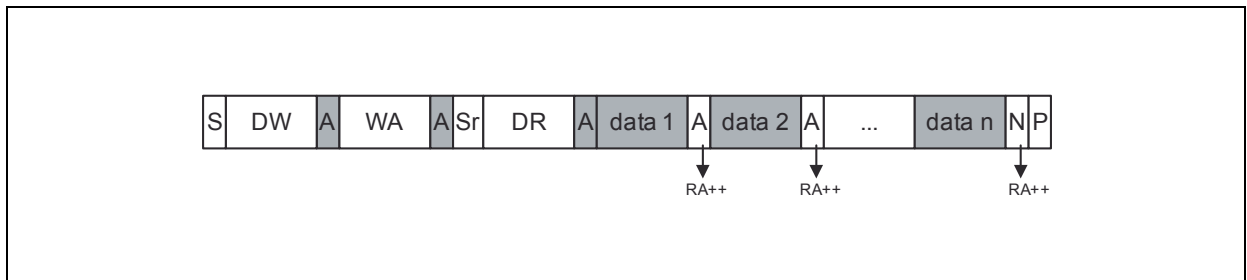 S DW A WA A Sr DR A data 1 A data 2 A ... data n N P
RA++ RA++ RA++